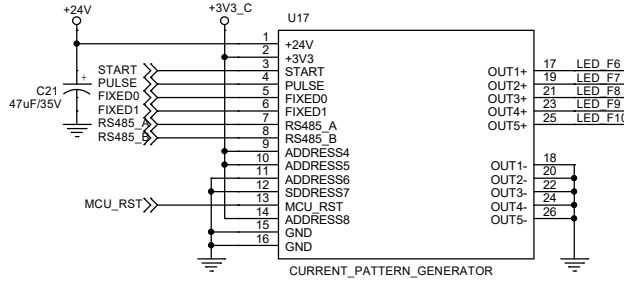 +24V
+3V3_C
U17
1 +24V
2 +3V3
START 3 START OUT1+ 17 LED_F6
PULSE 4 PULSE OUT2+ 19 LED_F7
FIXED0 5 FIXED0 OUT3+ 21 LED_F8
FIXED1 6 FIXED1 OUT4+ 23 LED_F9
RS485_A 7 RS485_A OUT5+ 25 LED_F10
RS485_B 8 RS485_B
C21
47uF/35V
+
9 ADDRESS4
10 ADDRESS5 OUT1- 18
11 ADDRESS6 OUT2- 20
12 SDDRESS7 OUT3- 22
MCU_RST 13 MCU_RST OUT4- 24
14 ADDRESS8 OUT5- 26
15 GND
16 GND
CURRENT_PATTERN_GENERATOR